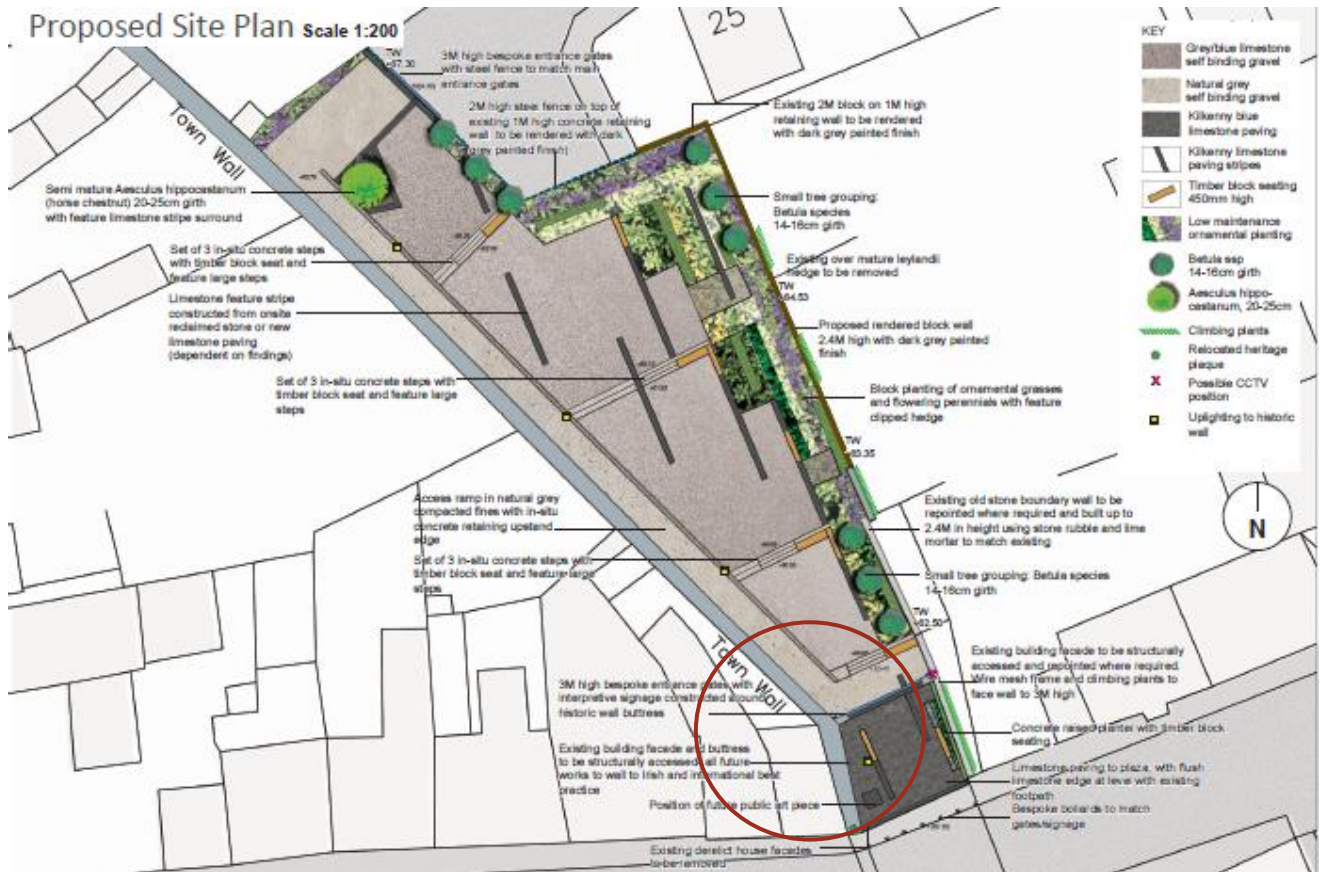 Proposed Site Plan Scale 1:200
25
TW
+67.30
3M high bespoke entrance gates
with steel fence to match main
entrance gates
2M high steel fence on top of
existing 1M high concrete retaining
wall to be rendered with dark
grey painted finish)
Town Wall
Semi mature Aesculus hippocastanum
(horse chestnut) 20-25cm girth
with feature limestone stripe surround
Set of 3 in-situ concrete steps
with timber block seat and
feature large steps
Limestone feature stripe
constructed from onsite
reclaimed stone or new
limestone paving
(dependent on findings)
Set of 3 in-situ concrete steps with
timber block seat and feature large
steps
Access ramp in natural grey
compacted fines with in-situ
concrete retaining upstand
edge
Set of 3 in-situ concrete steps with
timber block seat and feature large
steps
Town Wall
3M high bespoke entrance gates with
interpretive signage constructed around
historic wall buttress
Existing building facade and buttress
to be structurally accessed, all future
works to wall to Irish and international best
practice
Position of future public art piece
Existing derelict house facades
to be removed
Existing 2M block on 1M high
retaining wall to be rendered
with dark grey painted finish
Small tree grouping:
Betula species
14-16cm girth
Existing over mature leylandii
hedge to be removed
TW
+64.53
Proposed rendered block wall
2.4M high with dark grey painted
finish
Block planting of ornamental grasses
and flowering perennials with feature
clipped hedge
TW
+63.35
Existing old stone boundary wall to be
repointed where required and built up to
2.4M in height using stone rubble and lime
mortar to match existing
Small tree grouping: Betula species
14-16cm girth
TW
+62.50
Existing building facade to be structurally
accessed and repointed where required.
Wire mesh frame and climbing plants to
face wall to 3M high
Concrete raised planter with timber block
seating
Limestone paving to plaza, with flush
limestone edge at level with existing
footpath
Bespoke bollards to match
gates/signage
KEY
Grey/blue limestone
self binding gravel
Natural grey
self binding gravel
Kilkenny blue
limestone paving
Kilkenny limestone
paving stripes
Timber block seating
450mm high
Low maintenance
ornamental planting
Betula ssp
14-16cm girth
Aesculus hippo-
castanum, 20-25cm
Climbing plants
Relocated heritage
plaque
X Possible CCTV
position
Uplighting to historic
wall
N